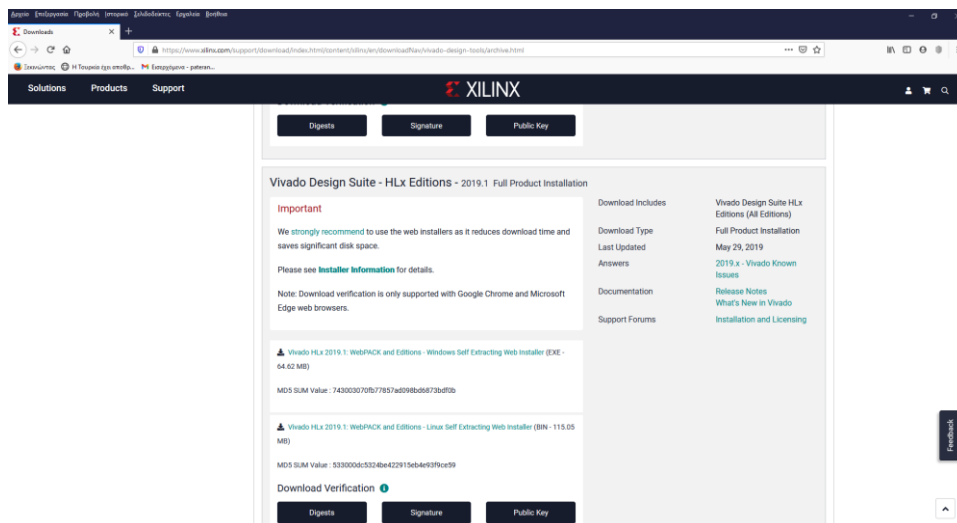 Αρχείο Επεξεργασία Προβολή Ιστορικό Σελιδοδείκτες Εργαλεία Βοήθεια
Downloads
https://www.xilinx.com/support/download/index.html/content/xilinx/en/downloadNav/vivado-design-tools/archive.html
Ξεκινώντας Η Τουρκία έχει αποθρ... Εισερχόμενα - pateran...
Solutions Products Support XILINX
Digests Signature Public Key
Vivado Design Suite - HLx Editions - 2019.1 Full Product Installation
Important
We strongly recommend to use the web installers as it reduces download time and
saves significant disk space.
Please see Installer Information for details.
Note: Download verification is only supported with Google Chrome and Microsoft
Edge web browsers.
Download Includes Vivado Design Suite HLx
Editions (All Editions)
Download Type Full Product Installation
Last Updated May 29, 2019
Answers 2019.x - Vivado Known
Issues
Documentation Release Notes
What's New in Vivado
Support Forums Installation and Licensing
Vivado HLx 2019.1: WebPACK and Editions - Windows Self Extracting Web Installer (EXE -
64.62 MB)
MD5 SUM Value : 743003070fb77857ad098bd6873bdf0b
Vivado HLx 2019.1: WebPACK and Editions - Linux Self Extracting Web Installer (BIN - 115.05
MB)
MD5 SUM Value : 533000dc5324be422915eb4e93f9ce59
Download Verification
Digests Signature Public Key
Feedback